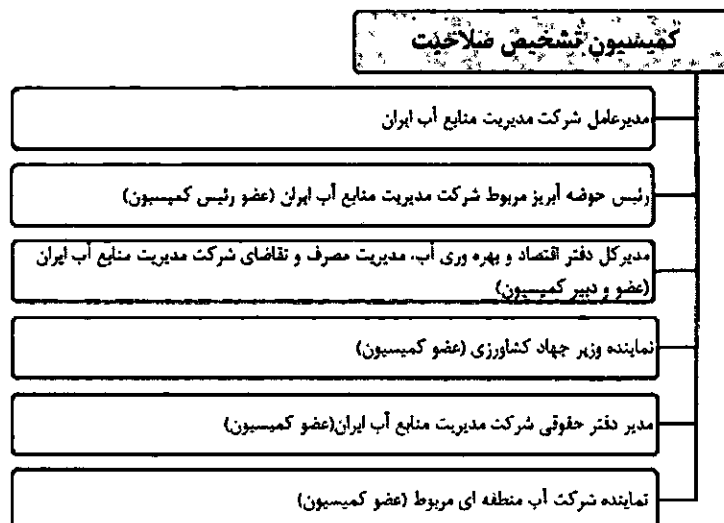 کمیسیون تشخیص صلاحیت
مدیرعامل شرکت مدیریت منابع آب ایران
رئیس حوضه آبریز مربوط شرکت مدیریت منابع آب ایران (عضو رئیس کمیسیون)
مدیرکل دفتر اقتصاد و بهره وری آب، مدیریت مصرف و تقاضای شرکت مدیریت منابع آب ایران
(عضو و دبیر کمیسیون)
نماینده وزیر جهاد کشاورزی (عضو کمیسیون)
مدیر دفتر حقوقی شرکت مدیریت منابع آب ایران(عضو کمیسیون)
نماینده شرکت آب منطقه ای مربوط (عضو کمیسیون)